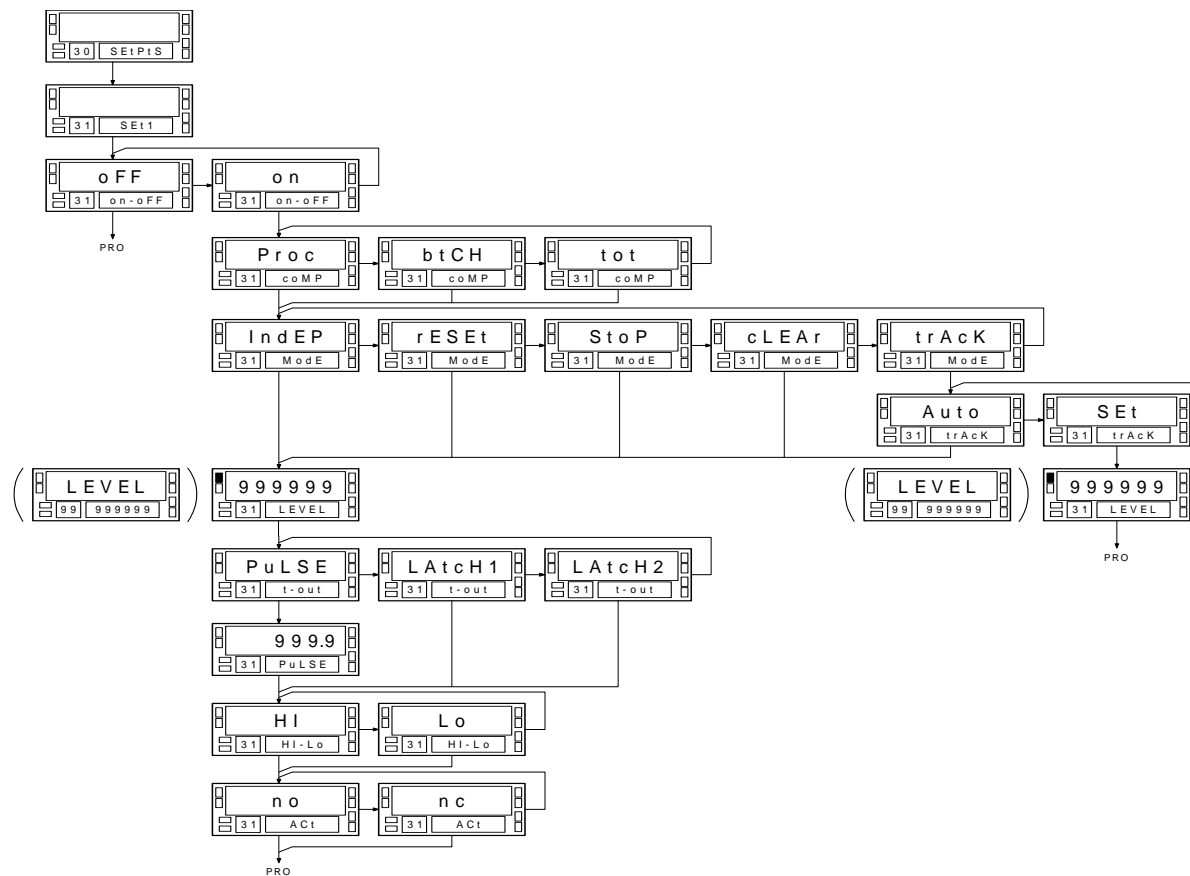 30 SEtPtS
31 SEt1
oFF
31 on-oFF
on
31 on-oFF
PRO
Proc
31 coMP
btCH
31 coMP
tot
31 coMP
IndEP
31 ModE
rESEt
31 ModE
StoP
31 ModE
cLEAr
31 ModE
trAcK
31 ModE
Auto
31 trAcK
SEt
31 trAcK
LEVEL
99 999999
999999
31 LEVEL
LEVEL
99 999999
999999
31 LEVEL
PRO
PuLSE
31 t-out
LAtcH1
31 t-out
LAtcH2
31 t-out
999.9
31 PuLSE
HI
31 HI-Lo
Lo
31 HI-Lo
no
31 ACt
nc
31 ACt
PRO